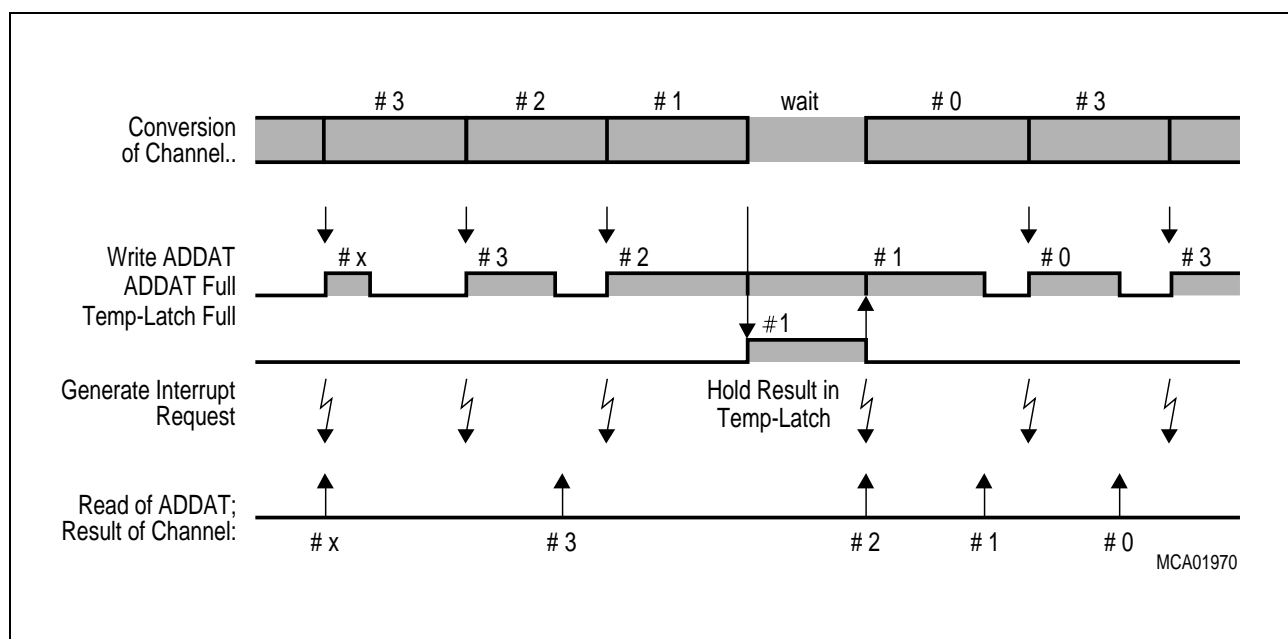 # 3 # 2 # 1 wait # 0 # 3
Conversion
of Channel..
Write ADDAT
# x # 3 # 2 # 1 # 0 # 3
ADDAT Full
Temp-Latch Full
#1
Generate Interrupt
Request
Hold Result in
Temp-Latch
Read of ADDAT;
Result of Channel:
# x # 3 # 2 # 1 # 0
MCA01970